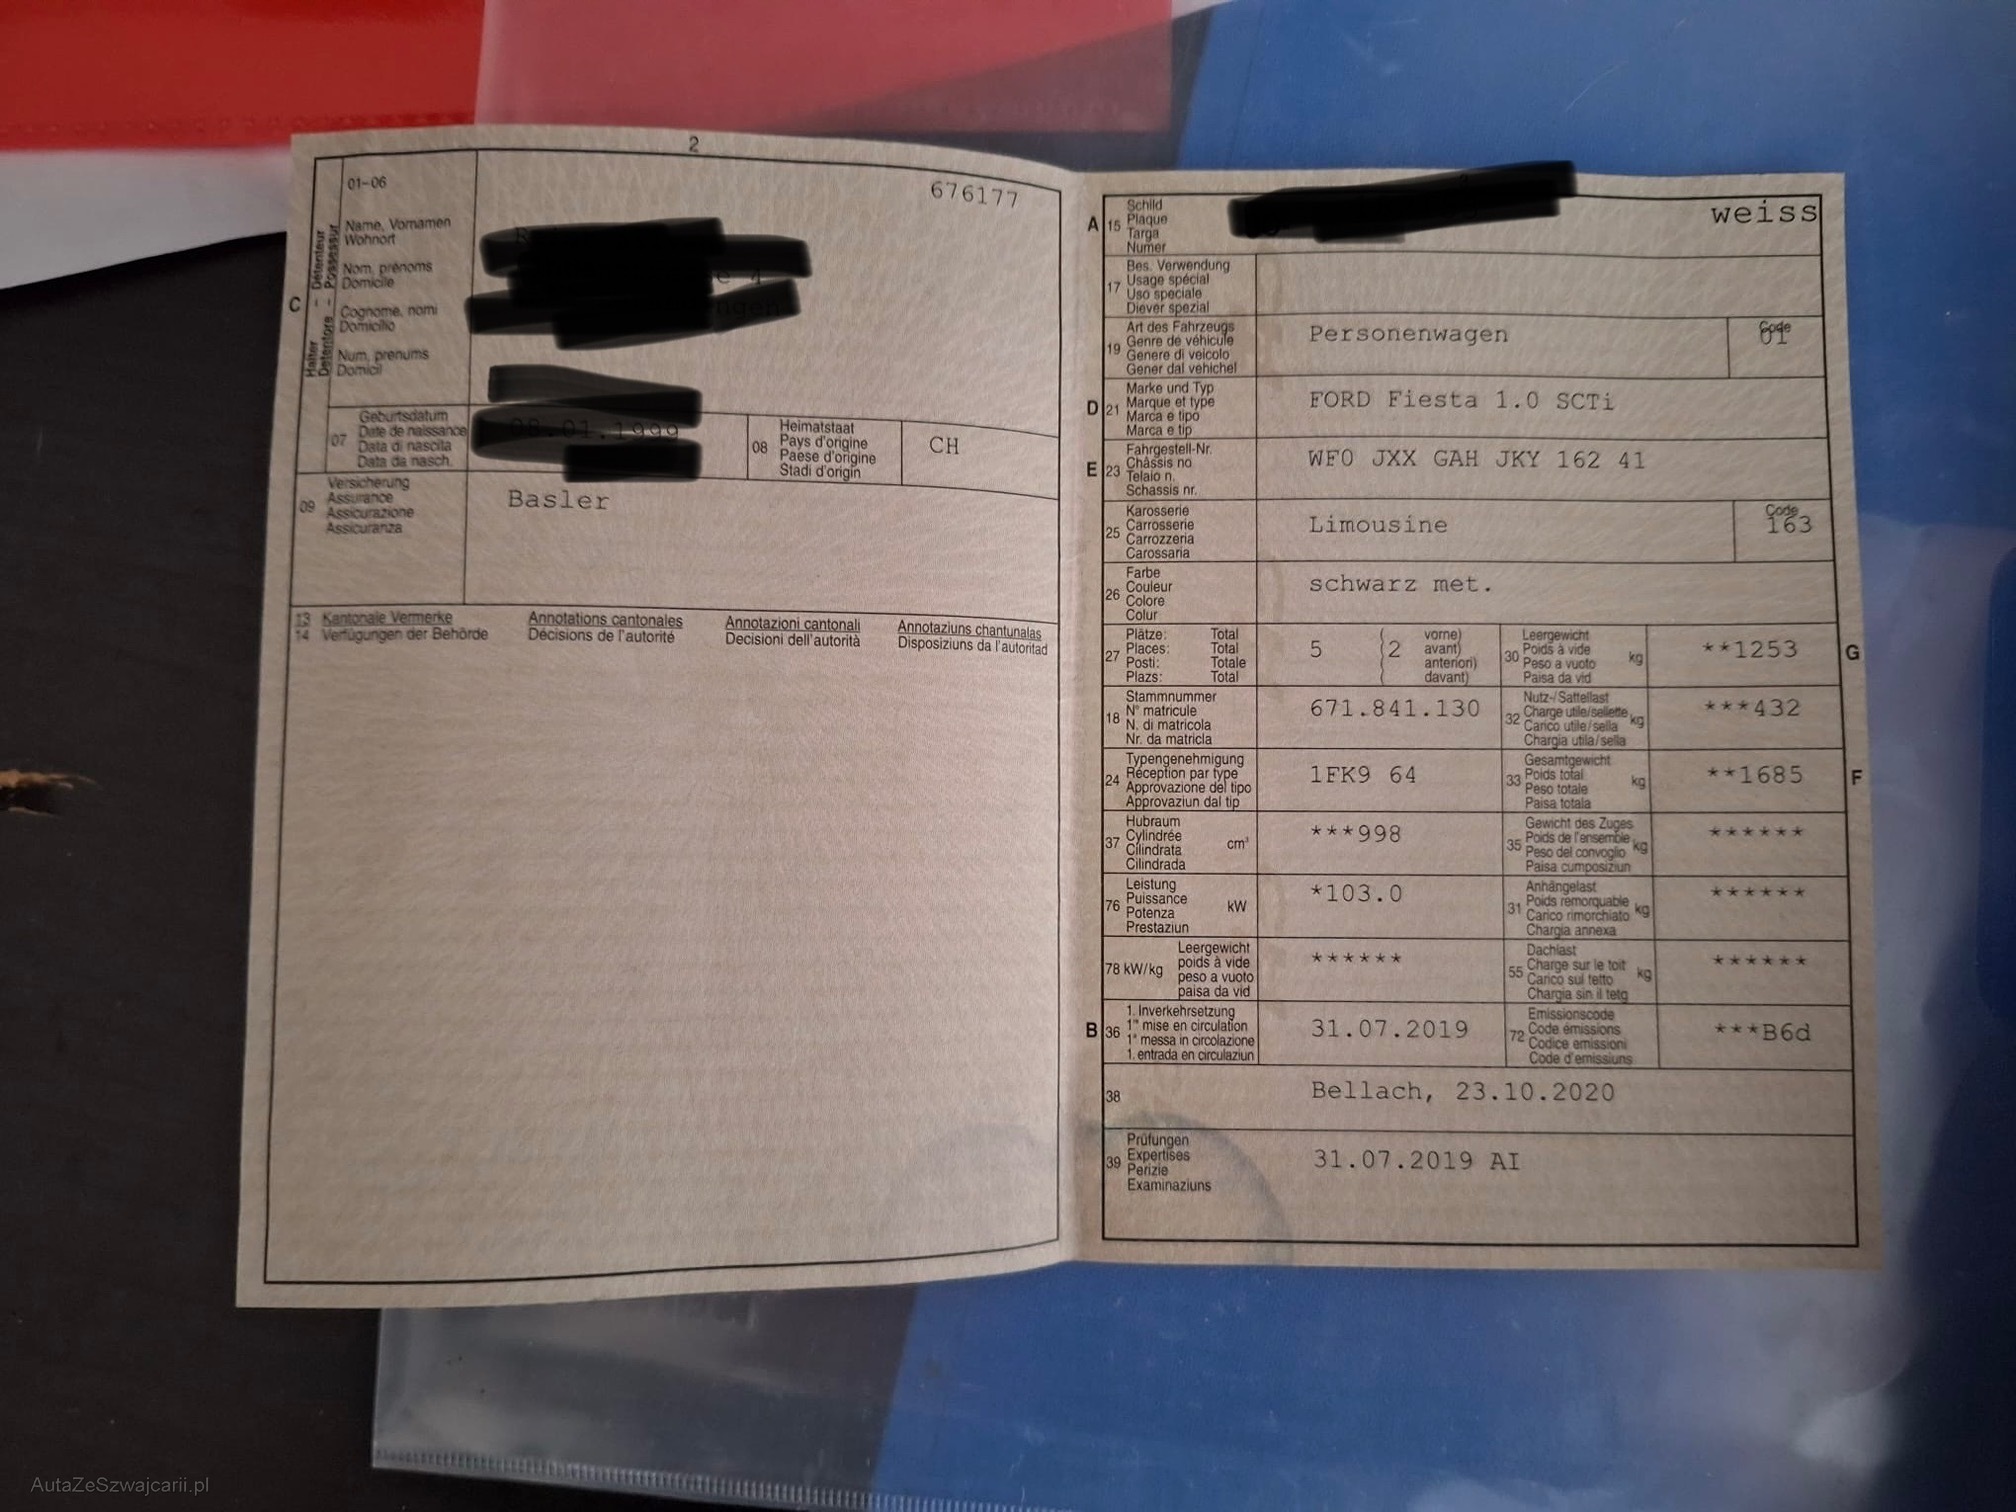 2
01-06
676177
Halter - Détenteur
Detentore - Possessur
C
Name, Vornamen
Wohnort
Nom, prénoms
Domicile
Cognome, nomi
Domicilio
Num, prenums
Domicil
07
Geburtsdatum
Date de naissance
Data di nascita
Data da nasch.
08
Heimatstaat
Pays d'origine
Paese d'origine
Stadi d'origin
CH
09
Versicherung
Assurance
Assicurazione
Assicuranza
Basler
13 Kantonale Vermerke Annotations cantonales Annotazioni cantonali Annotaziuns chantunalas
14 Verfügungen der Behörde Décisions de l'autorité Decisioni dell'autorità Disposiziuns da l'autoritad
A 15
Schild
Plaque
Targa
Numer
weiss
17
Bes. Verwendung
Usage spécial
Uso speciale
Diever spezial
19
Art des Fahrzeugs
Genre de véhicule
Genere di veicolo
Gener dal vehichel
Personenwagen
Code
01
D 21
Marke und Typ
Marque et type
Marca e tipo
Marca e tip
FORD Fiesta 1.0 SCTi
E 23
Fahrgestell-Nr.
Châssis no
Telaio n.
Schassis nr.
WF0 JXX GAH JKY 162 41
25
Karosserie
Carrosserie
Carrozzeria
Carossaria
Limousine
Code
163
26
Farbe
Couleur
Colore
Colur
schwarz met.
27
Plätze: Total
Places: Total
Posti: Totale
Plazs: Total
5 (2
vorne)
avant)
anteriori)
davant)
30
Leergewicht
Poids à vide
Peso a vuoto
Paisa da vid
kg
**1253
G
18
Stammnummer
N° matricule
N. di matricola
Nr. da matricla
671.841.130
32
Nutz-/Sattellast
Charge utile/sellette
Carico utile/sella
Chargia utila/sella
kg
***432
24
Typengenehmigung
Réception par type
Approvazione del tipo
Approvaziun dal tip
1FK9 64
33
Gesamtgewicht
Poids total
Peso totale
Paisa totala
kg
**1685
F
37
Hubraum
Cylindrée
Cilindrata
Cilindrada
cm³
***998
35
Gewicht des Zuges
Poids de l'ensemble
Peso del convoglio
Paisa cumposiziun
kg
******
76
Leistung
Puissance
Potenza
Prestaziun
kW
*103.0
31
Anhängelast
Poids remorquable
Carico rimorchiato
Chargia annexa
kg
******
78 kW/kg
Leergewicht
poids à vide
peso a vuoto
paisa da vid
******
55
Dachlast
Charge sur le toit
Carico sul tetto
Chargia sin il tetg
kg
******
B 36
1. Inverkehrsetzung
1re mise en circulation
1a messa in circolazione
1. entrada en circulaziun
31.07.2019
72
Emissionscode
Code émissions
Codice emissioni
Code d'emissiuns
***B6d
38
Bellach, 23.10.2020
39
Prüfungen
Expertises
Perizie
Examinaziuns
31.07.2019 AI
AutaZeSzwajcarii.pl